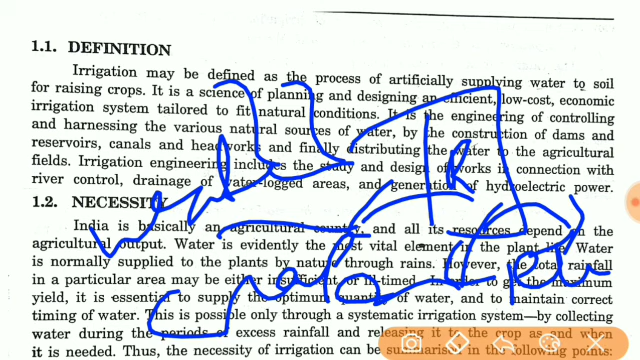 1.1. DEFINITION
Irrigation may be defined as the process of artificially supplying water to soil
for raising crops. It is a science of planning and designing an efficient, low-cost, economic
irrigation system tailored to fit natural conditions. It is the engineering of controlling
and harnessing the various natural sources of water, by the construction of dams and
reservoirs, canals and headworks and finally distributing the water to the agricultural
fields. Irrigation engineering includes the study and design of works in connection with
river control, drainage of water-logged areas, and generation of hydroelectric power.
1.2. NECESSITY
India is basically an agricultural country, and all its resources depend on the
agricultural output. Water is evidently the most vital element in the plant life. Water
is normally supplied to the plants by nature through rains. However, the total rainfall
in a particular area may be either insufficient or ill-timed. In order to get the maximum
yield, it is essential to supply the optimum quantity of water, and to maintain correct
timing of water. This is possible only through a systematic irrigation system—by collecting
water during the periods of excess rainfall and releasing it to the crop as and when
it is needed. Thus, the necessity of irrigation can be summarised in the following points: